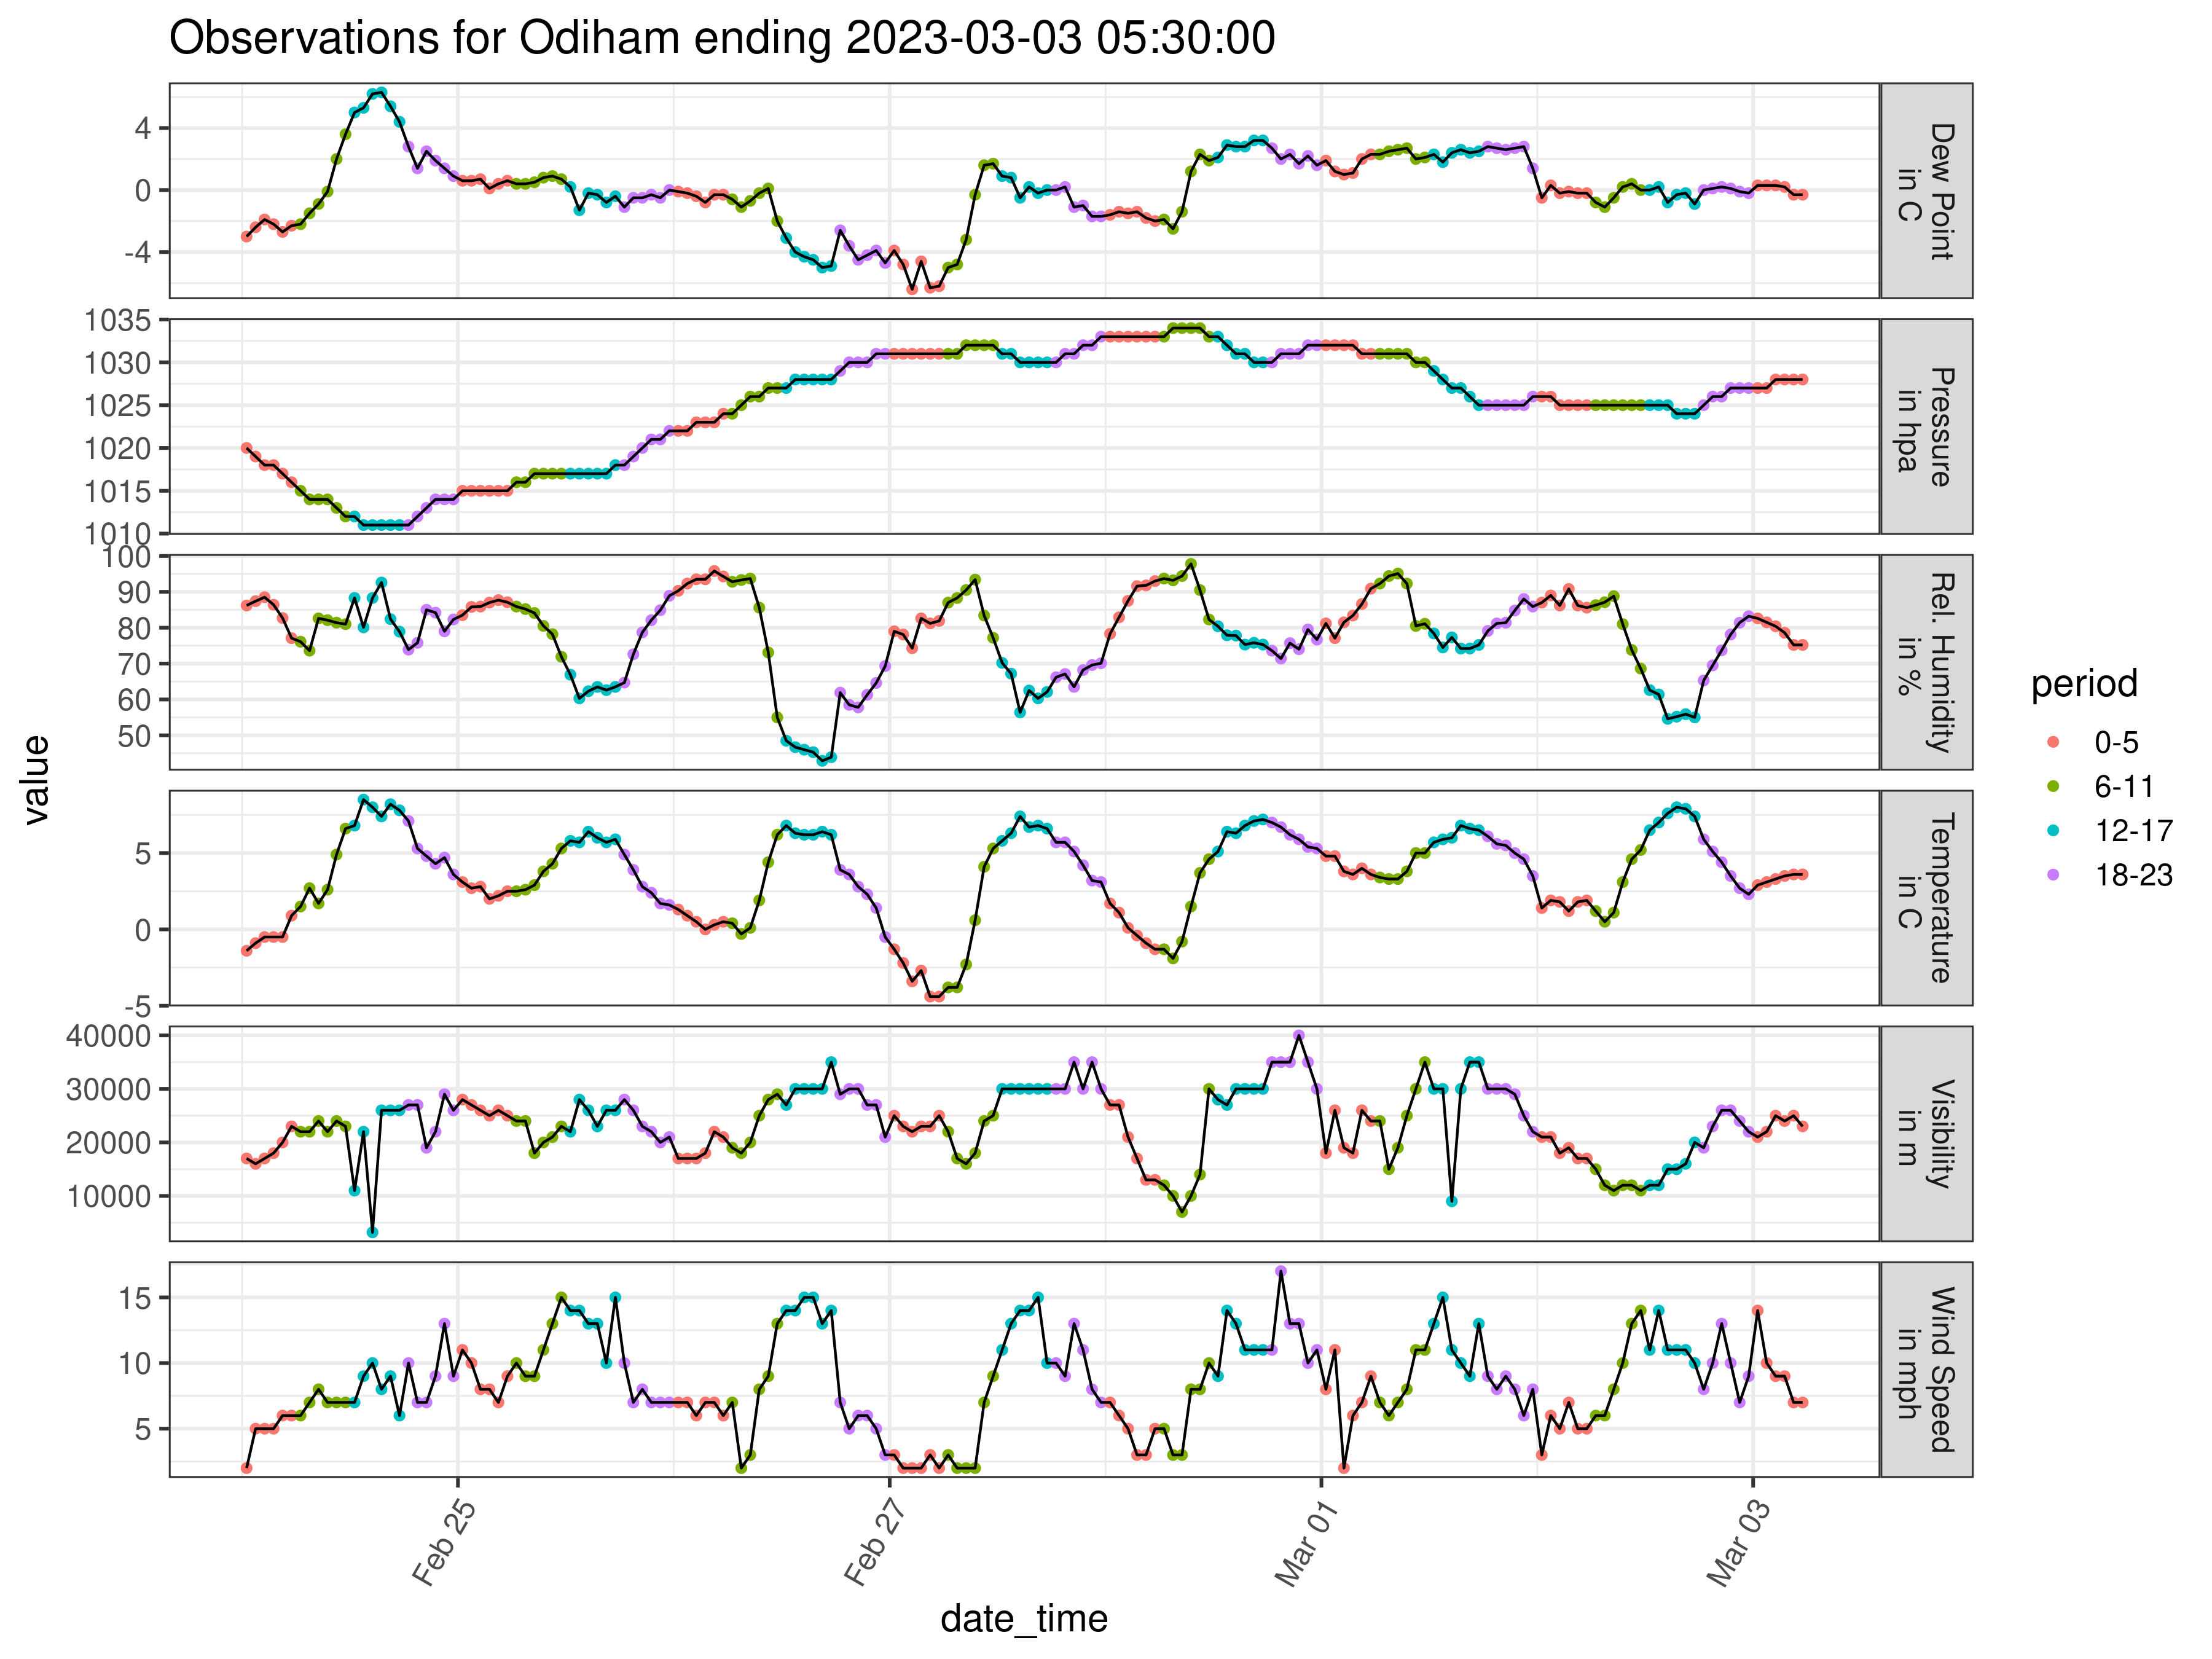 Observations for Odiham ending 2023-03-03 05:30:00
value
4
0
-4
Dew Point
in C
1035
1030
1025
1020
1015
1010
Pressure
in hpa
100
90
80
70
60
50
Rel. Humidity
in %
5
0
-5
Temperature
in C
40000
30000
20000
10000
Visibility
in m
15
10
5
Wind Speed
in mph
Feb 25
Feb 27
Mar 01
Mar 03
date_time
period
0-5
6-11
12-17
18-23